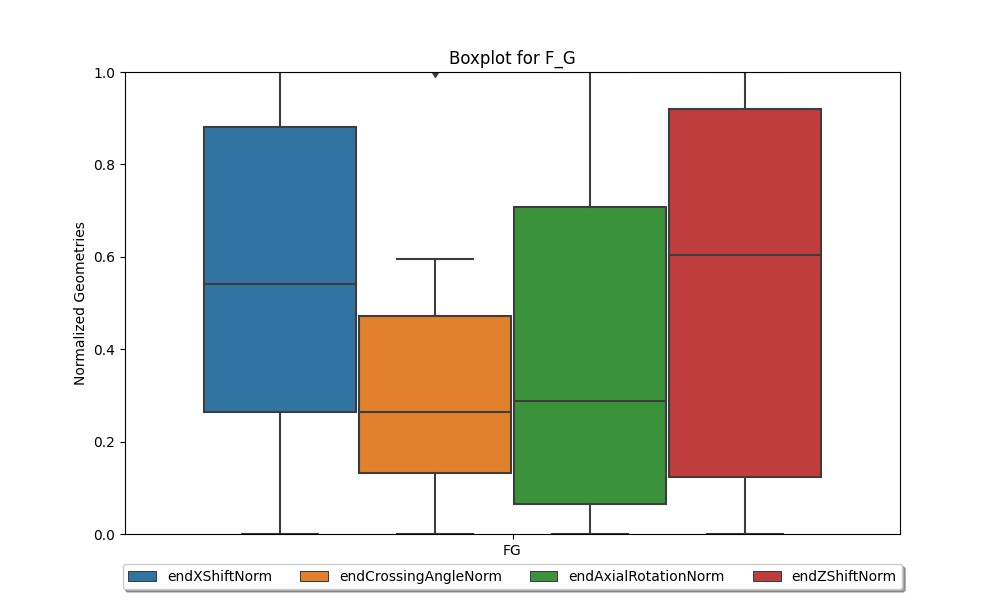 Boxplot for F_G
1.0
0.8
0.6
0.4
0.2
0.0
Normalized Geometries
FG
endXShiftNorm endCrossingAngleNorm endAxialRotationNorm endZShiftNorm